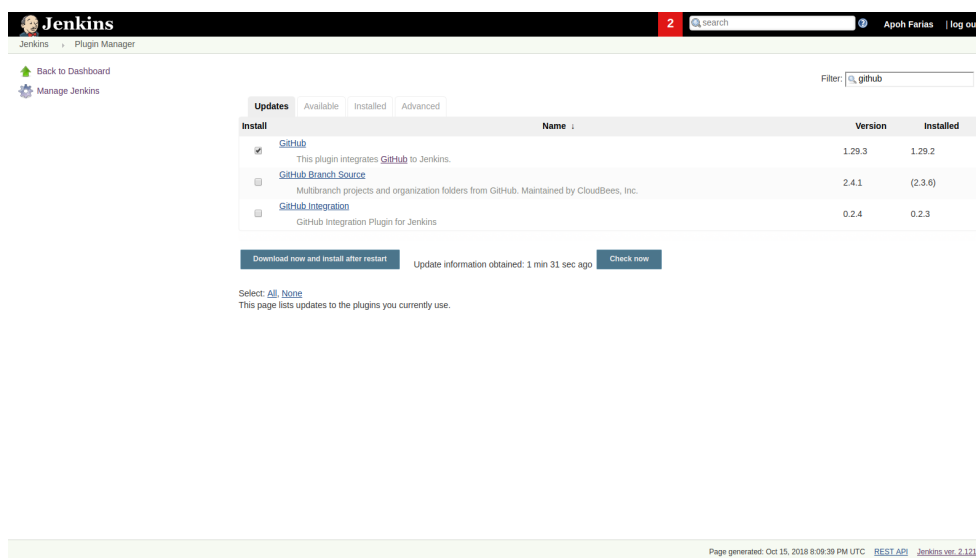 Jenkins
2
search
Apoh Farias | log ou
Jenkins › Plugin Manager
Back to Dashboard
Manage Jenkins
Filter: github
Updates Available Installed Advanced
Install Name ↓ Version Installed
GitHub
This plugin integrates GitHub to Jenkins.
1.29.3 1.29.2
GitHub Branch Source
Multibranch projects and organization folders from GitHub. Maintained by CloudBees, Inc.
2.4.1 (2.3.6)
GitHub Integration
GitHub Integration Plugin for Jenkins
0.2.4 0.2.3
Download now and install after restart Update information obtained: 1 min 31 sec ago Check now
Select: All, None
This page lists updates to the plugins you currently use.
Page generated: Oct 15, 2018 8:09:39 PM UTC REST API Jenkins ver. 2.121